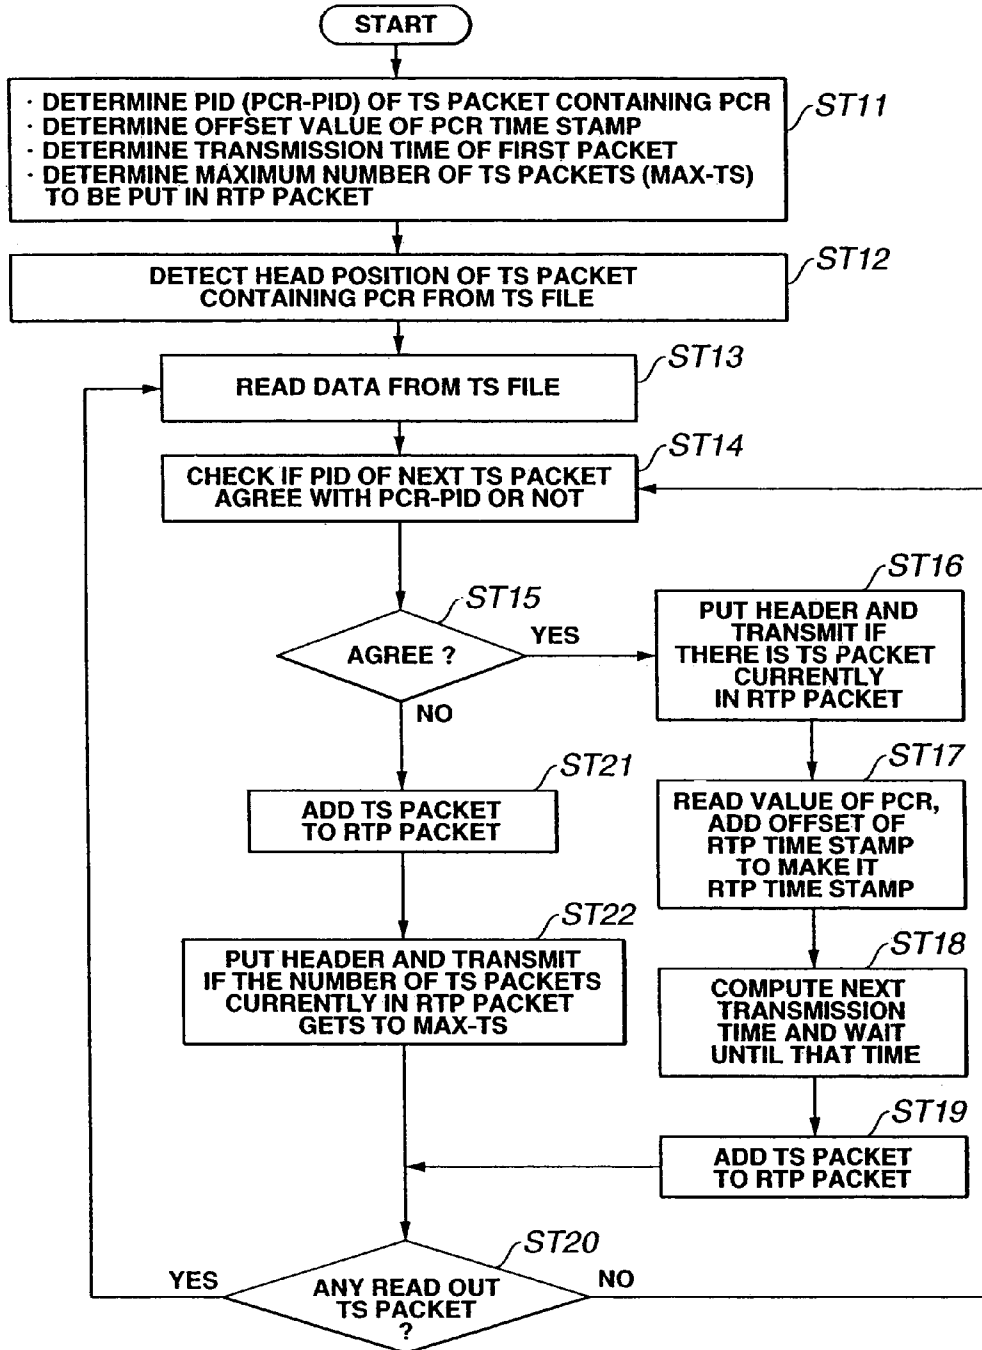 START
· DETERMINE PID (PCR-PID) OF TS PACKET CONTAINING PCR
· DETERMINE OFFSET VALUE OF PCR TIME STAMP
· DETERMINE TRANSMISSION TIME OF FIRST PACKET
· DETERMINE MAXIMUM NUMBER OF TS PACKETS (MAX-TS)
TO BE PUT IN RTP PACKET
ST11
DETECT HEAD POSITION OF TS PACKET
CONTAINING PCR FROM TS FILE
ST12
READ DATA FROM TS FILE
ST13
CHECK IF PID OF NEXT TS PACKET
AGREE WITH PCR-PID OR NOT
ST14
AGREE ?
ST15
YES
NO
PUT HEADER AND
TRANSMIT IF
THERE IS TS PACKET
CURRENTLY
IN RTP PACKET
ST16
READ VALUE OF PCR,
ADD OFFSET OF
RTP TIME STAMP
TO MAKE IT
RTP TIME STAMP
ST17
COMPUTE NEXT
TRANSMISSION
TIME AND WAIT
UNTIL THAT TIME
ST18
ADD TS PACKET
TO RTP PACKET
ST19
ADD TS PACKET
TO RTP PACKET
ST21
PUT HEADER AND TRANSMIT
IF THE NUMBER OF TS PACKETS
CURRENTLY IN RTP PACKET
GETS TO MAX-TS
ST22
ANY READ OUT
TS PACKET
?
ST20
YES
NO